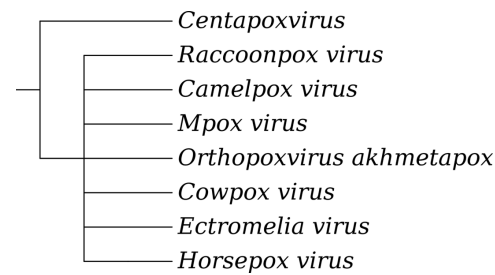 Centapoxvirus
Raccoonpox virus
Camelpox virus
Mpox virus
Orthopoxvirus akhmetapox
Cowpox virus
Ectromelia virus
Horsepox virus